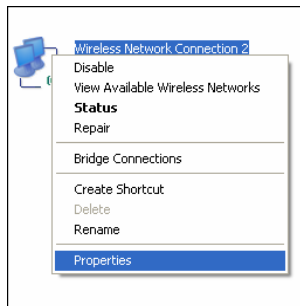 Wireless Network Connection 2
Disable
View Available Wireless Networks
Status
Repair
Bridge Connections
Create Shortcut
Delete
Rename
Properties